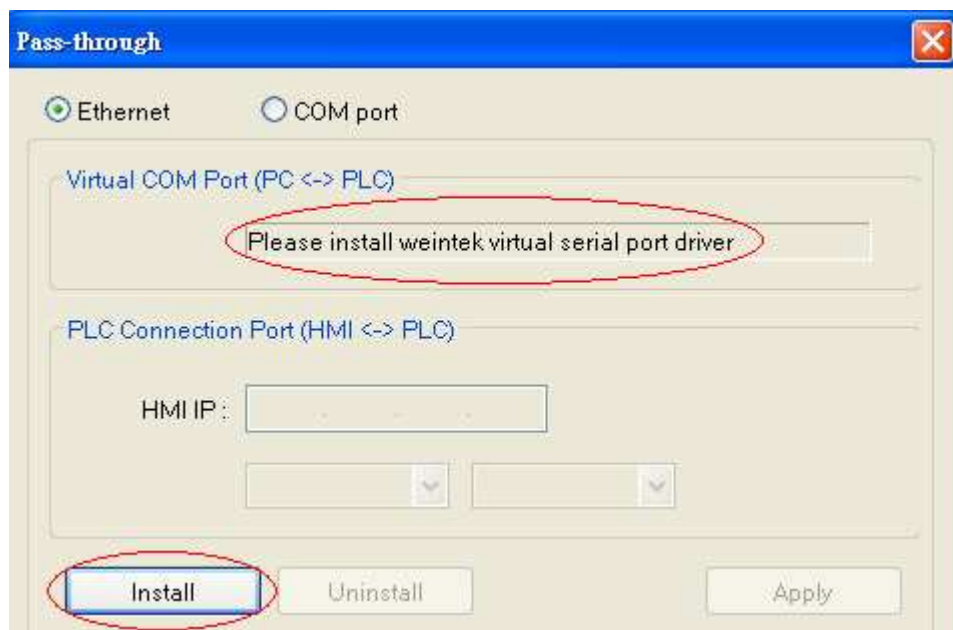 Pass-through
Ethernet COM port
Virtual COM Port (PC <-> PLC)
Please install weintek virtual serial port driver
PLC Connection Port (HMI <-> PLC)
HMI IP :
Install Uninstall Apply